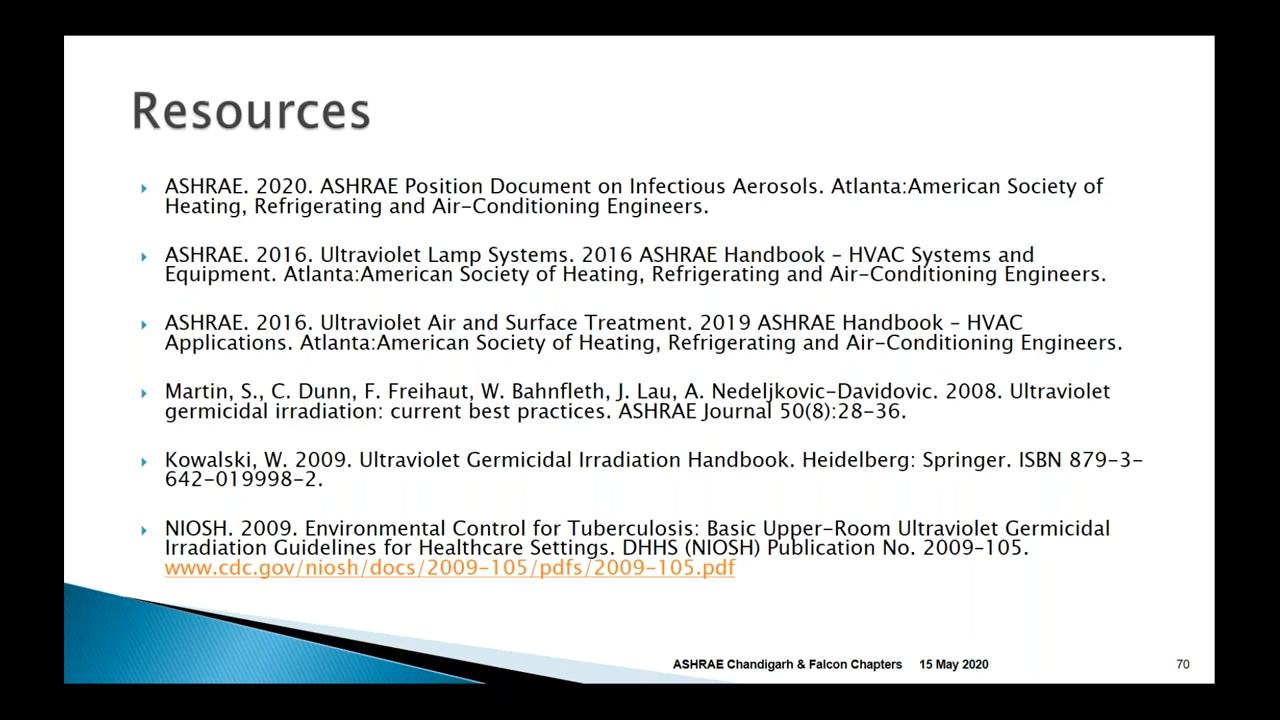 Resources
ASHRAE. 2020. ASHRAE Position Document on Infectious Aerosols. Atlanta:American Society of
Heating, Refrigerating and Air-Conditioning Engineers.
ASHRAE. 2016. Ultraviolet Lamp Systems. 2016 ASHRAE Handbook – HVAC Systems and
Equipment. Atlanta:American Society of Heating, Refrigerating and Air-Conditioning Engineers.
ASHRAE. 2016. Ultraviolet Air and Surface Treatment. 2019 ASHRAE Handbook – HVAC
Applications. Atlanta:American Society of Heating, Refrigerating and Air-Conditioning Engineers.
Martin, S., C. Dunn, F. Freihaut, W. Bahnfleth, J. Lau, A. Nedeljkovic-Davidovic. 2008. Ultraviolet
germicidal irradiation: current best practices. ASHRAE Journal 50(8):28-36.
Kowalski, W. 2009. Ultraviolet Germicidal Irradiation Handbook. Heidelberg: Springer. ISBN 879-3-
642-019998-2.
NIOSH. 2009. Environmental Control for Tuberculosis: Basic Upper-Room Ultraviolet Germicidal
Irradiation Guidelines for Healthcare Settings. DHHS (NIOSH) Publication No. 2009-105.
www.cdc.gov/niosh/docs/2009-105/pdfs/2009-105.pdf
ASHRAE Chandigarh & Falcon Chapters 15 May 2020 70